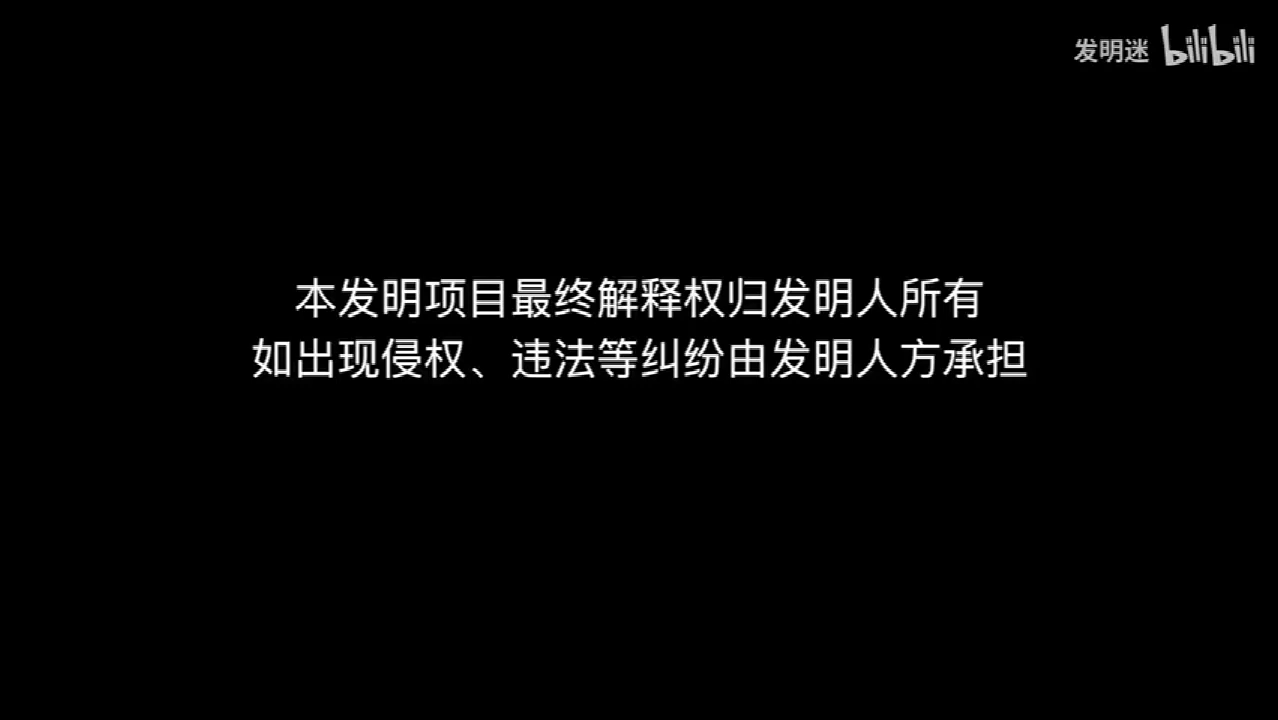 发明迷 bilibili
本发明项目最终解释权归发明人所有
如出现侵权、违法等纠纷由发明人方承担